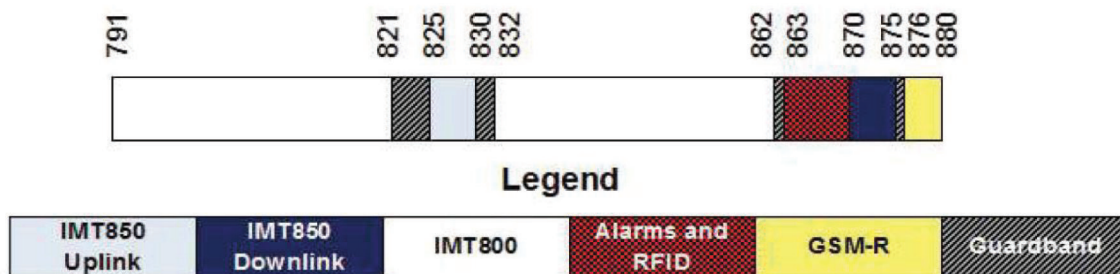 791 821 825 830 832 862 863 870 875 876 880
Legend
IMT850 Uplink IMT850 Downlink IMT800 Alarms and RFID GSM-R Guardband